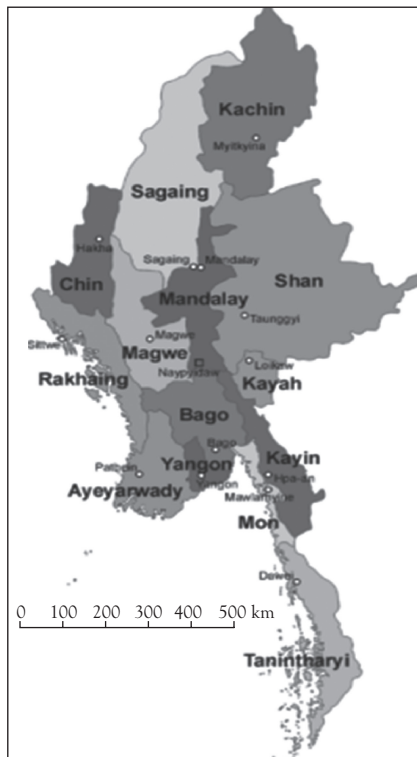 Kachin
Myitkyina
Sagaing
Hakha
Sagaing
Mandalay
Chin
Shan
Mandalay
Taunggyi
Magwe
Sittwe
Magwe
Loikaw
Naypyidaw
Rakhaing
Kayah
Bago
Bago
Kayin
Yangon
Pathein
Hpa-an
Yangon
Ayeyarwady
Mawlamyine
Mon
Dawei
0 100 200 300 400 500 km
Tanintharyi